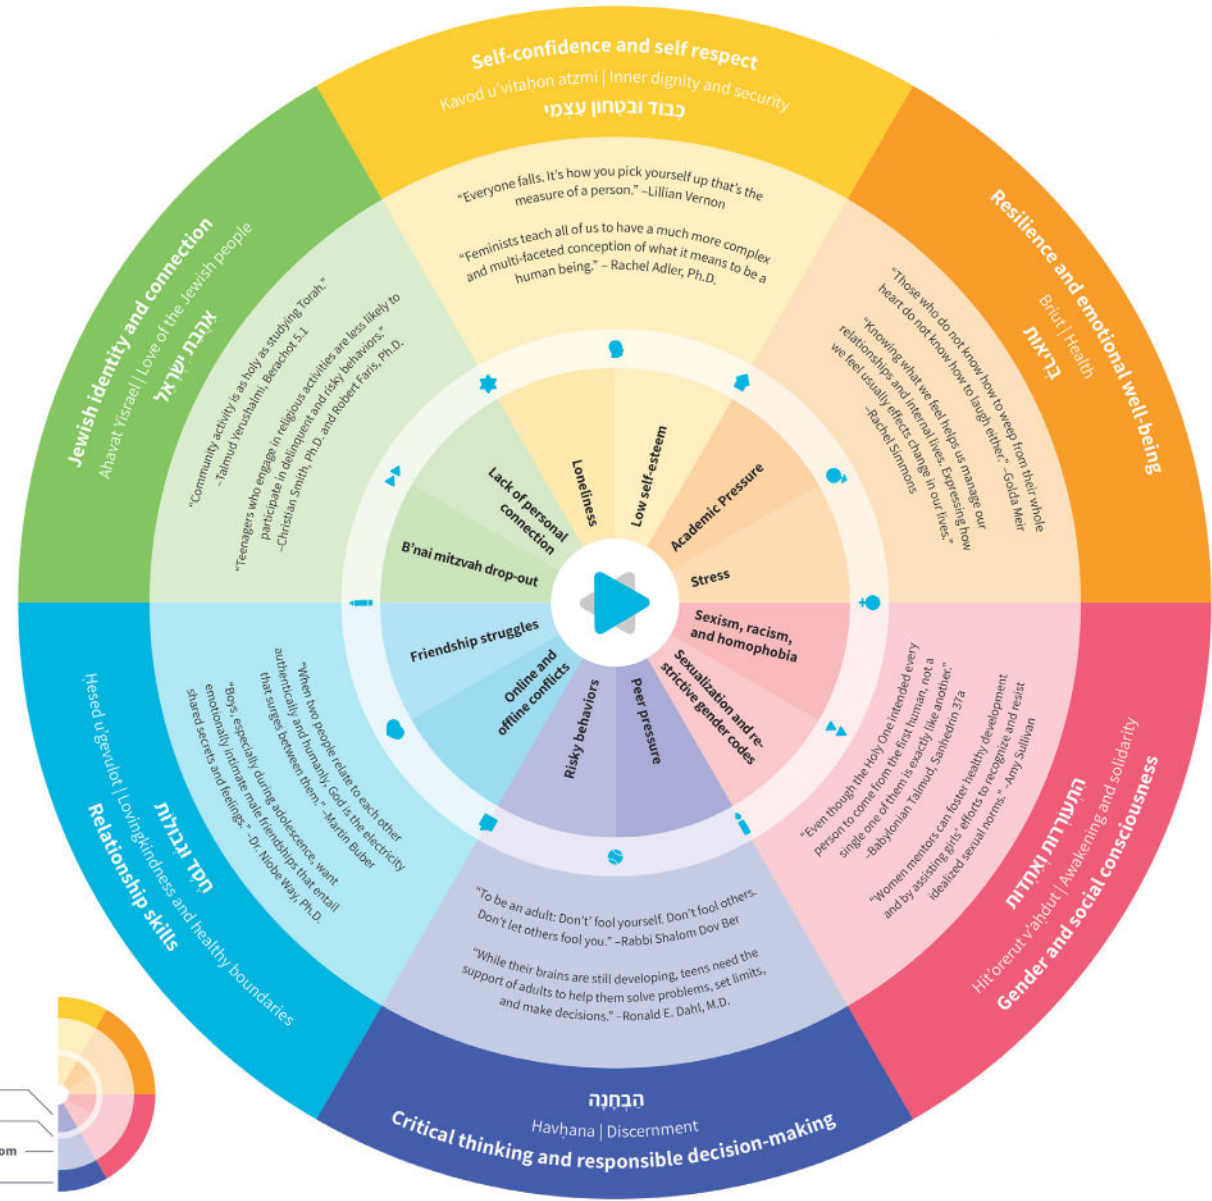 Self-confidence and self respect
Kavod u'vitaḥon atzmi | Inner dignity and security
כָּבוֹד וּבִטְחוֹן עַצְמִי
"Everyone falls. It's how you pick yourself up that's the
measure of a person." –Lillian Vernon
"Feminists teach all of us to have a much more complex
and multi-faceted conception of what it means to be a
human being." – Rachel Adler, Ph.D.
Loneliness
Low self-esteem
Resilience and emotional well-being
Briut | Health
בְּרִיאוּת
"Those who do not know how to weep from their whole
heart do not know how to laugh either." –Golda Meir
"Knowing what we feel helps us manage our
relationships and internal lives. Expressing how
we feel usually effects change in our lives."
–Rachel Simmons
Academic Pressure
Stress
Sexism, racism,
and homophobia
Sexualization and re-
strictive gender codes
"Even though the Holy One intended every
person to come from the first human, not a
single one of them is exactly like another."
–Babylonian Talmud, Sanhedrin 37a
"Women mentors can foster healthy development
and by assisting girls' efforts to recognize and resist
idealized sexual norms." –Amy Sullivan
הִתְעוֹרְרוּת וְאַחְדוּת
Hit'orerut v'aḥdut | Awakening and solidarity
Gender and social consciousness
Peer pressure
Risky behaviors
"To be an adult: Don't' fool yourself. Don't fool others.
Don't let others fool you." –Rabbi Shalom Dov Ber
"While their brains are still developing, teens need the
support of adults to help them solve problems, set limits,
and make decisions." –Ronald E. Dahl, M.D.
הַבְחָנָה
Havḥana | Discernment
Critical thinking and responsible decision-making
Online and
offline conflicts
Friendship struggles
"When two people relate to each other
authentically and humanly, God is the electricity
that surges between them." –Martin Buber
"Boys, especially during adolescence, want
emotionally intimate male friendships that entail
shared secrets and feelings." –Dr. Niobe Way, Ph.D.
חֶסֶד וּגְבוּלוֹת
Ḥesed u'gevulot | Lovingkindness and healthy boundaries
Relationship skills
Jewish identity and connection
Ahavat Yisrael | Love of the Jewish people
אַהֲבַת יִשְׂרָאֵל
"Community activity is as holy as studying Torah."
–Talmud Yerushalmi, Berachot 5.1
"Teenagers who engage in religious activities are less likely to
participate in delinquent and risky behaviors."
–Christian Smith, Ph.D. and Robert Faris, Ph.D.
Lack of personal
connection
B'nai mitzvah drop-out
om